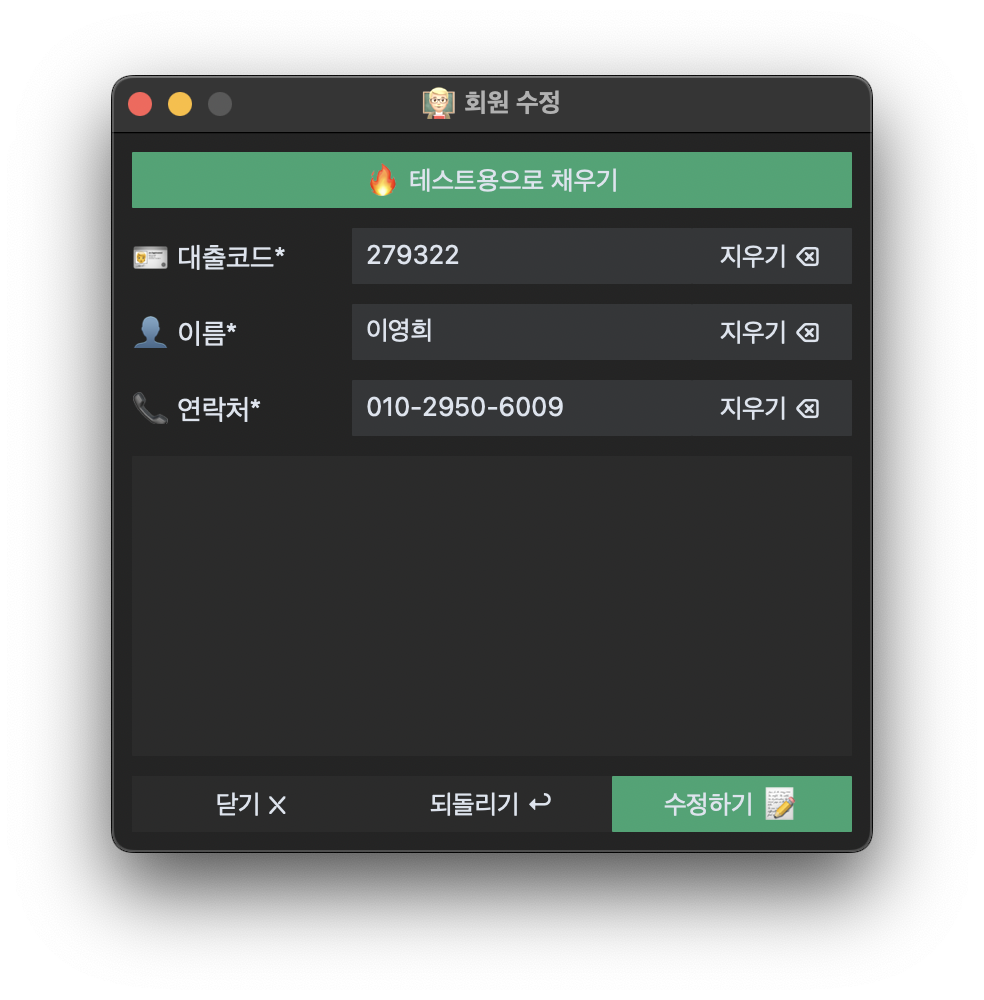 회원 수정
테스트용으로 채우기
대출코드* 279322 지우기
이름* 이영희 지우기
연락처* 010-2950-6009 지우기
닫기 되돌리기 수정하기